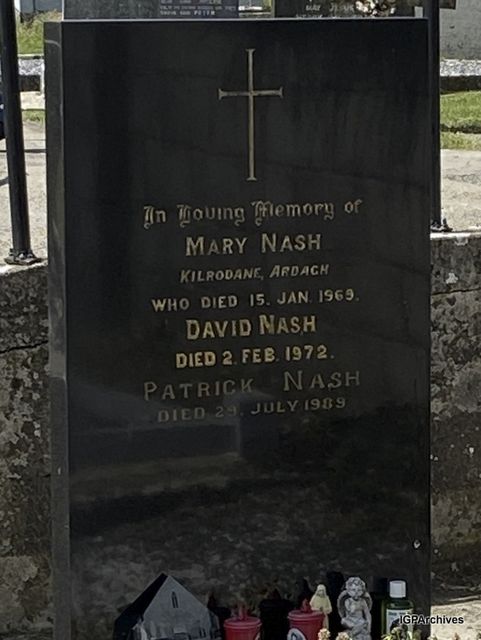 In Loving Memory of
MARY NASH
KILRODANE, ARDAGH
WHO DIED 15. JAN. 1969.
DAVID NASH
DIED 2. FEB. 1972.
PATRICK NASH
DIED 29. JULY 1989
IGPArchives